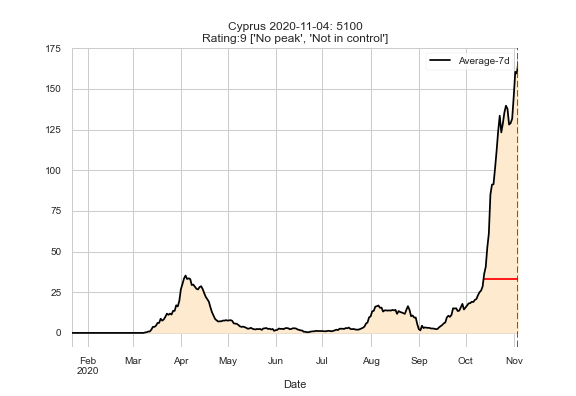 Cyprus 2020-11-04: 5100
Rating:9 ['No peak', 'Not in control']
Average-7d
175
150
125
100
75
50
25
0
Feb Mar Apr May Jun Jul Aug Sep Oct Nov
2020
Date